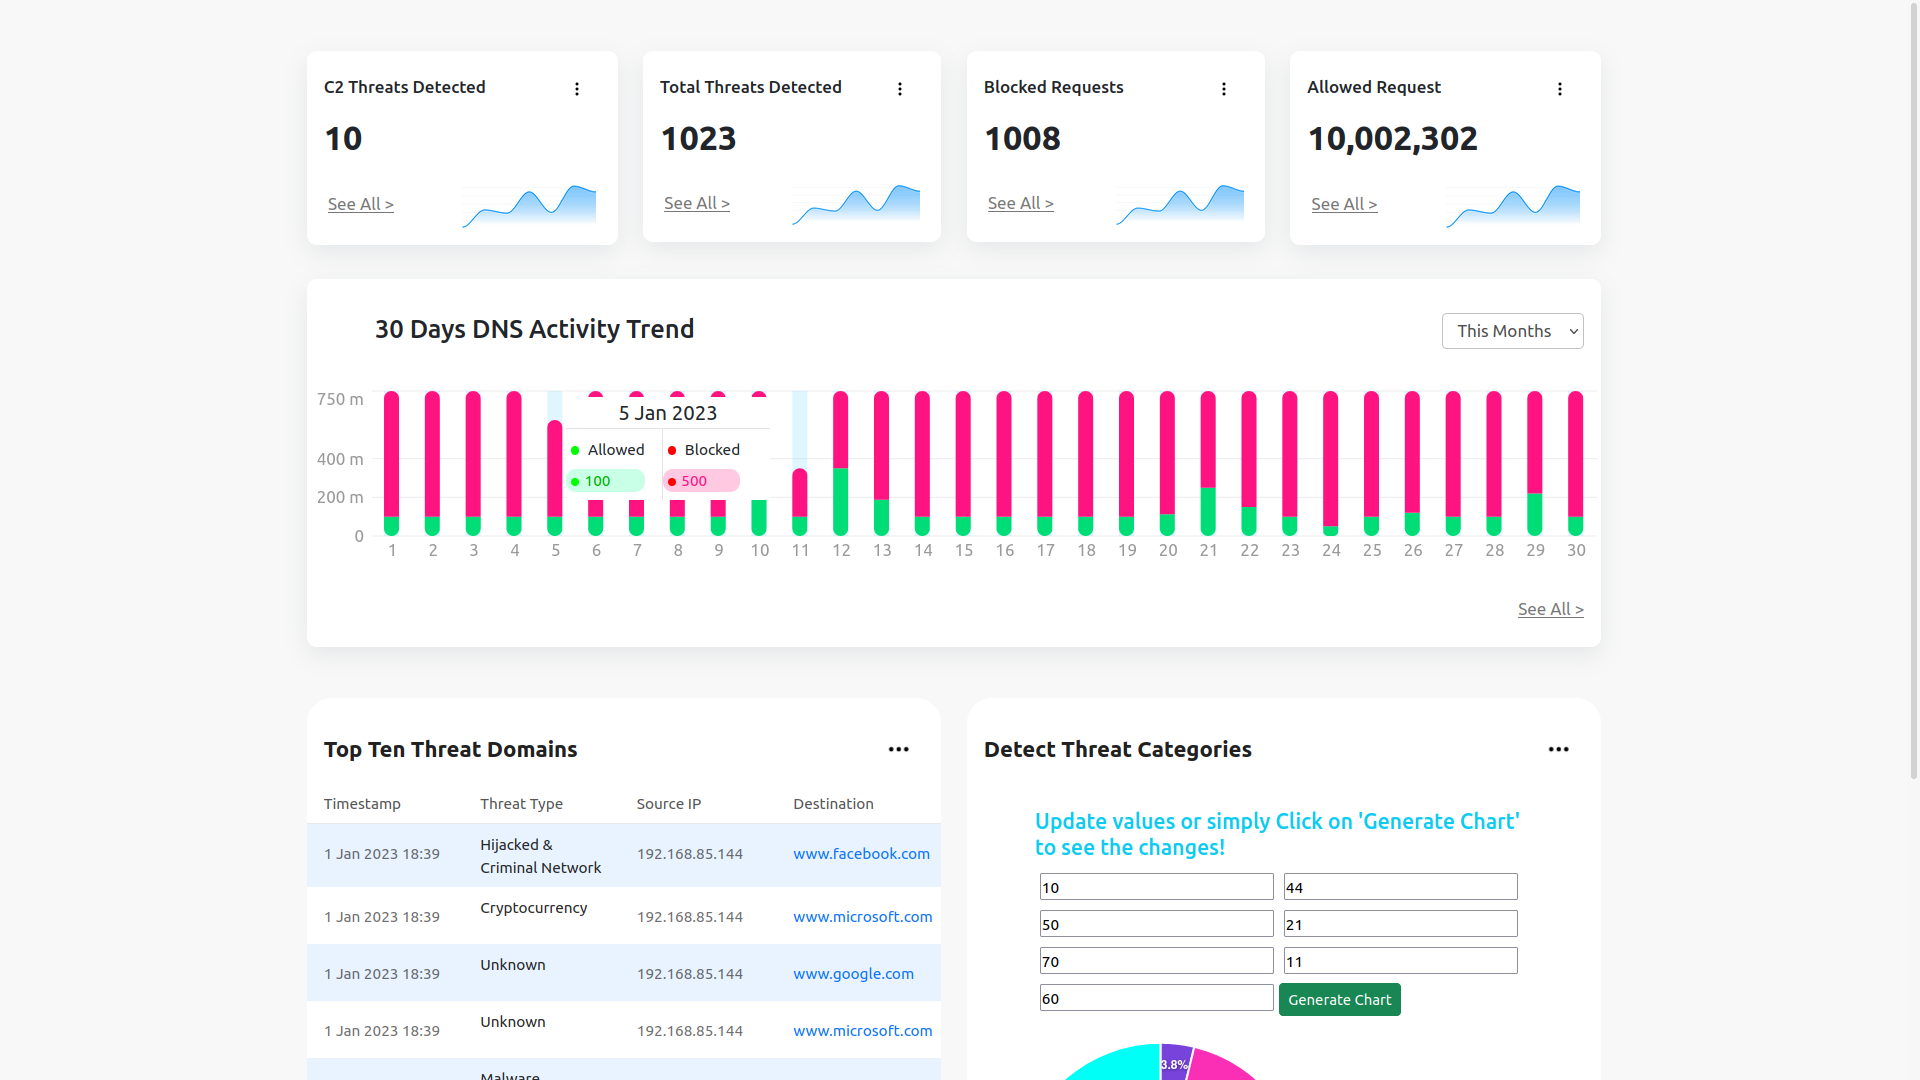 C2 Threats Detected
10
See All >
Total Threats Detected
1023
See All >
Blocked Requests
1008
See All >
Allowed Request
10,002,302
See All >
30 Days DNS Activity Trend
This Months
750 m
400 m
200 m
0
5 Jan 2023
Allowed Blocked
100 500
1 2 3 4 5 6 7 8 9 10 11 12 13 14 15 16 17 18 19 20 21 22 23 24 25 26 27 28 29 30
See All >
Top Ten Threat Domains
Timestamp Threat Type Source IP Destination
1 Jan 2023 18:39 Hijacked & 192.168.85.144 www.facebook.com
Criminal Network
1 Jan 2023 18:39 Cryptocurrency 192.168.85.144 www.microsoft.com
1 Jan 2023 18:39 Unknown 192.168.85.144 www.google.com
1 Jan 2023 18:39 Unknown 192.168.85.144 www.microsoft.com
Malware
Detect Threat Categories
Update values or simply Click on 'Generate Chart'
to see the changes!
10 44
50 21
70 11
60 Generate Chart
3.8%